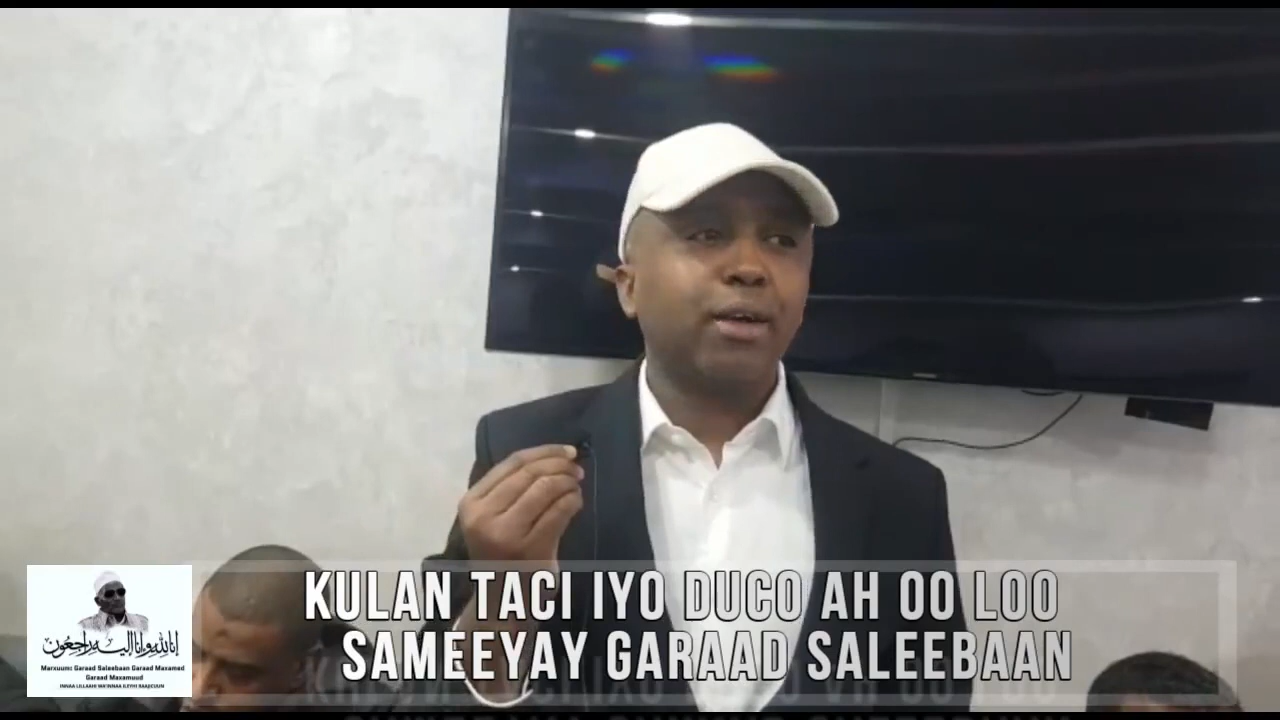 KULAN TACI IYO DUCO AH OO LOO
SAMEEYAY GARAAD SALEEBAAN
إنا لله وإنا إليه راجعون
Marxuum: Garaad Saleebaan Garaad Maxamed
Garaad Maxamuud
INNAA LILLAAHI WA'INNAA ILEYHI RAAJICUUN